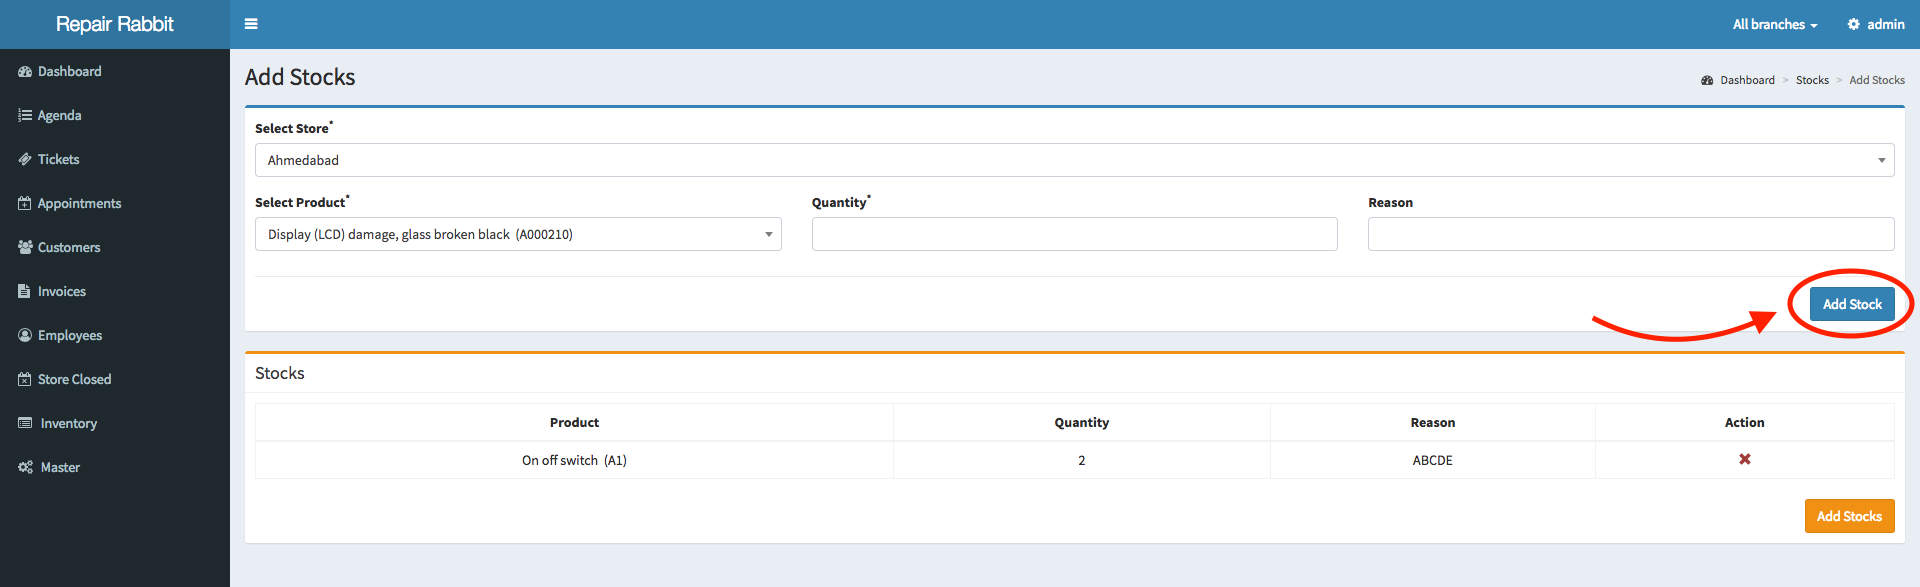 Repair Rabbit
All branches
admin
Dashboard
Agenda
Tickets
Appointments
Customers
Invoices
Employees
Store Closed
Inventory
Master
Add Stocks
Dashboard > Stocks > Add Stocks
Select Store*
Ahmedabad
Select Product* Quantity* Reason
Display (LCD) damage, glass broken black (A000210)
Add Stock
Stocks
Product Quantity Reason Action
On off switch (A1) 2 ABCDE
Add Stocks